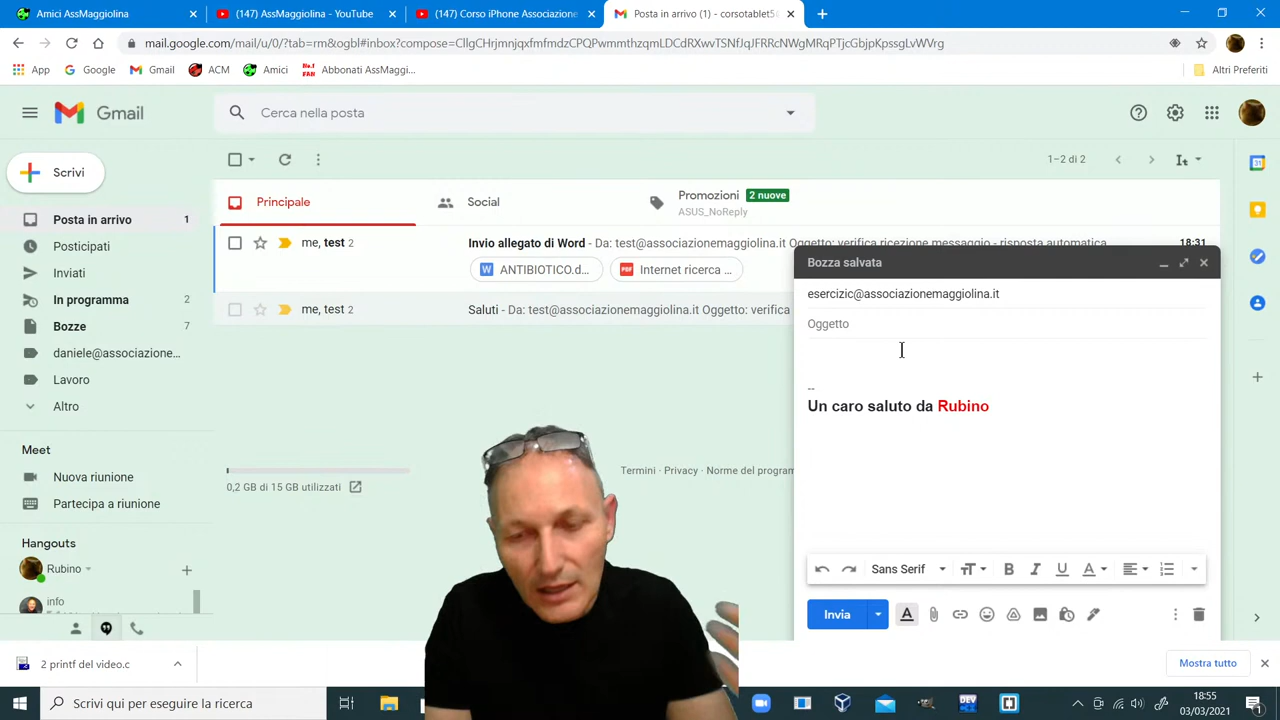 Amici AssMaggiolina
(147) AssMaggiolina - YouTube
(147) Corso iPhone Associazione
Posta in arrivo (1) - corsotablet5
mail.google.com/mail/u/0/?tab=rm&ogbl#inbox?compose=CllgCHrjmnjqxfmfmdzCPQPwmmthzqmLDCdRXwvTSNfJqJFRRcNWgMRqPTjcGbjpKpssgLvWVrg
App
Google
Gmail
ACM
Amici
No.1 FAN
Abbonati AssMaggi...
Altri Preferiti
Gmail
Cerca nella posta
Scrivi
1–2 di 2
Posta in arrivo 1
Principale
Social
Promozioni 2 nuove
ASUS_NoReply
Posticipati
me, test 2
Invio allegato di Word - Da: test@associazionemaggiolina.it Oggetto: verifica ricezione messaggio - risposta automatica
18:31
Inviati
ANTIBIOTICO.d...
PDF Internet ricerca ...
Bozza salvata
In programma 2
esercizic@associazionemaggiolina.it
me, test 2
Saluti - Da: test@associazionemaggiolina.it Oggetto: verifica
Bozze 7
Oggetto
daniele@associazione...
Lavoro
--
Altro
Un caro saluto da Rubino
Meet
0,2 GB di 15 GB utilizzati
Termini · Privacy · Norme del program
Nuova riunione
Partecipa a riunione
Hangouts
Rubino
Sans Serif
info
Invia
2 printf del video.c
Mostra tutto
Scrivi qui per eseguire la ricerca
DEV
18:55
03/03/2021